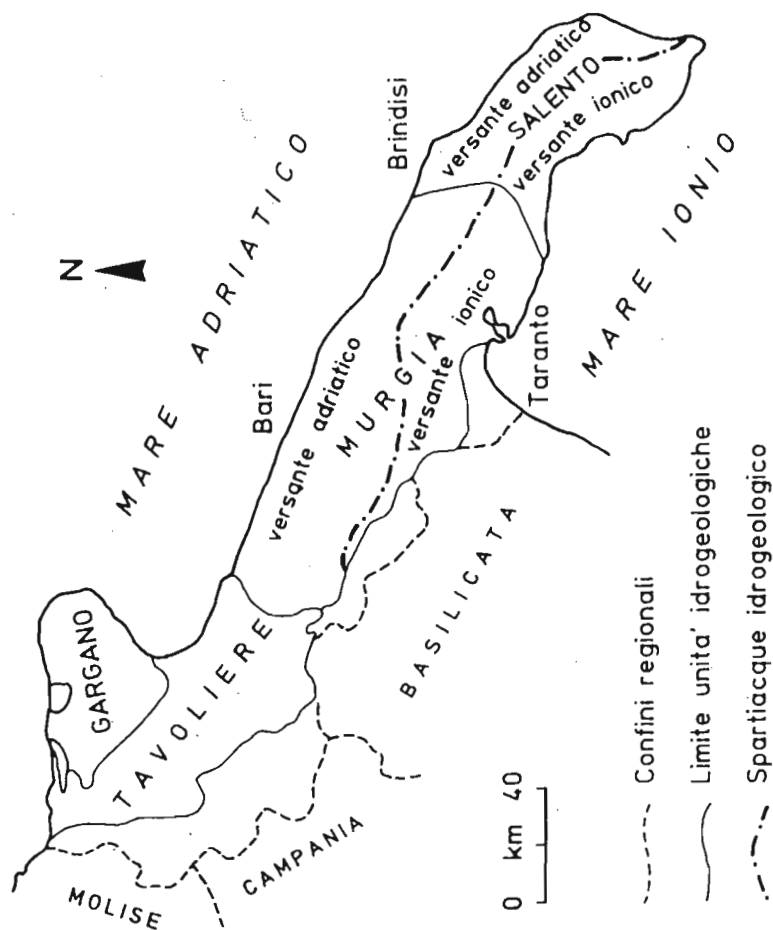 N
MARE ADRIATICO
GARGANO
TAVOLIERE
MOLISE
CAMPANIA
BASILICATA
Bari
versante adriatico
MURGIA
versante ionico
Brindisi
versante adriatico
SALENTO
versante ionico
Taranto
MARE IONIO
0 km 40
Confini regionali
Limite unita' idrogeologiche
Spartiacque idrogeologico